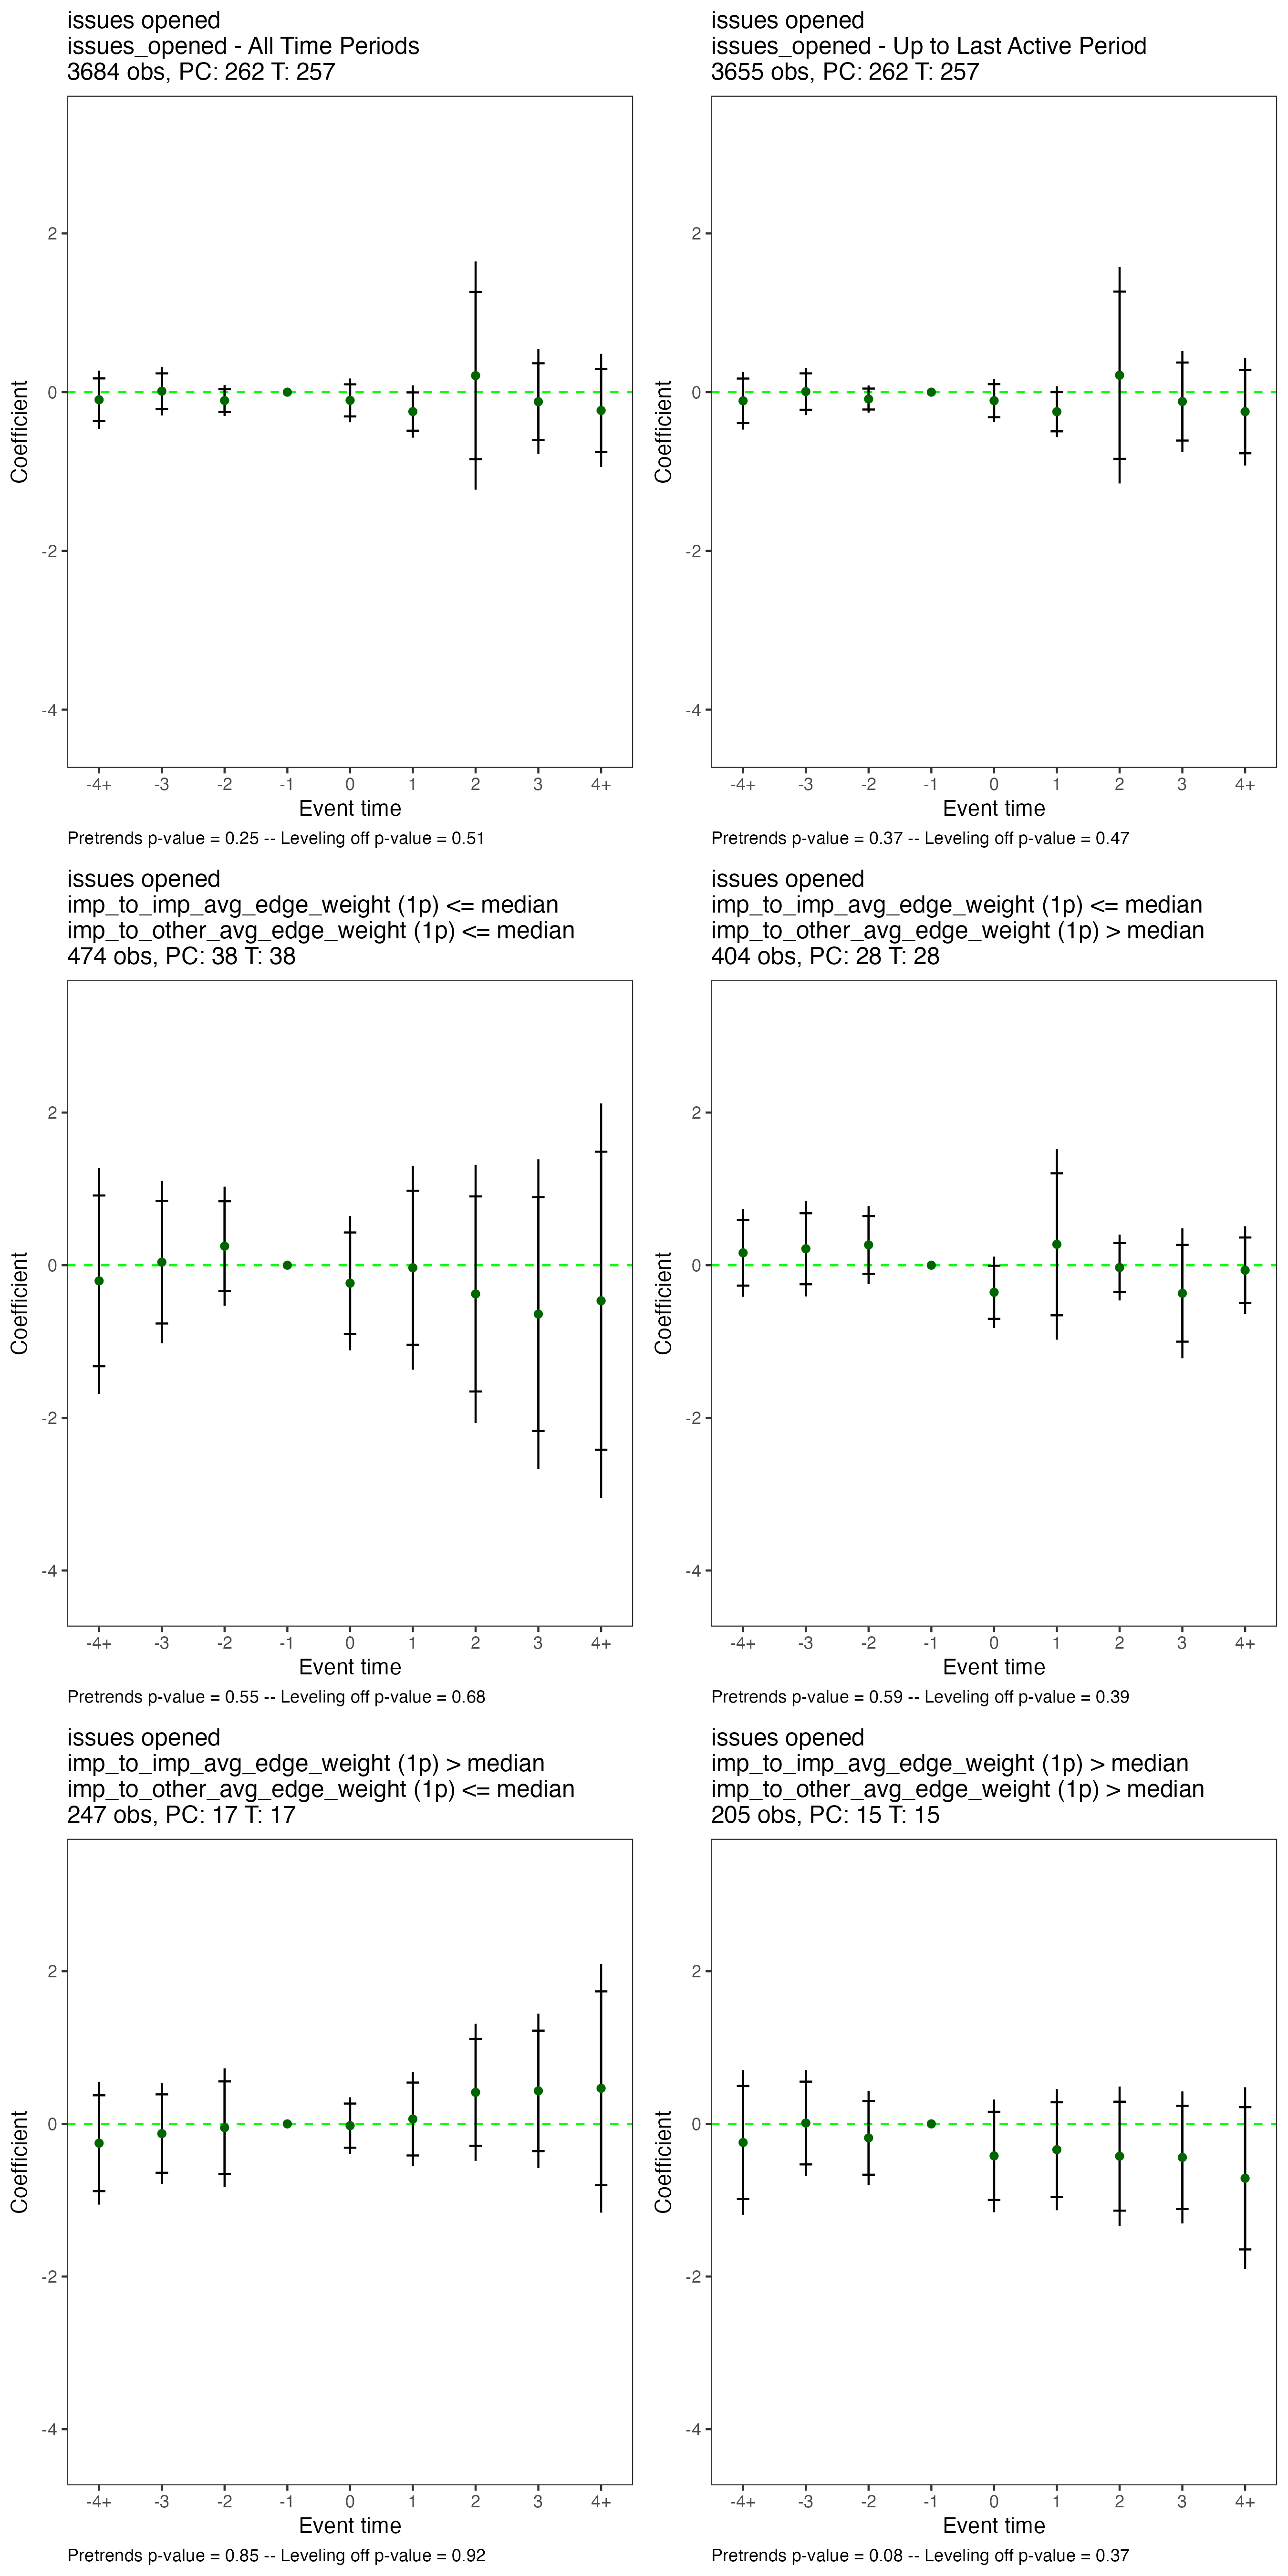 issues opened
issues_opened - All Time Periods
3684 obs, PC: 262 T: 257
Coefficient
2
0
-2
-4
-4+ -3 -2 -1 0 1 2 3 4+
Event time
Pretrends p-value = 0.25 -- Leveling off p-value = 0.51
issues opened
issues_opened - Up to Last Active Period
3655 obs, PC: 262 T: 257
Coefficient
2
0
-2
-4
-4+ -3 -2 -1 0 1 2 3 4+
Event time
Pretrends p-value = 0.37 -- Leveling off p-value = 0.47
issues opened
imp_to_imp_avg_edge_weight (1p) <= median
imp_to_other_avg_edge_weight (1p) <= median
474 obs, PC: 38 T: 38
Coefficient
2
0
-2
-4
-4+ -3 -2 -1 0 1 2 3 4+
Event time
Pretrends p-value = 0.55 -- Leveling off p-value = 0.68
issues opened
imp_to_imp_avg_edge_weight (1p) <= median
imp_to_other_avg_edge_weight (1p) > median
404 obs, PC: 28 T: 28
Coefficient
2
0
-2
-4
-4+ -3 -2 -1 0 1 2 3 4+
Event time
Pretrends p-value = 0.59 -- Leveling off p-value = 0.39
issues opened
imp_to_imp_avg_edge_weight (1p) > median
imp_to_other_avg_edge_weight (1p) <= median
247 obs, PC: 17 T: 17
Coefficient
2
0
-2
-4
-4+ -3 -2 -1 0 1 2 3 4+
Event time
Pretrends p-value = 0.85 -- Leveling off p-value = 0.92
issues opened
imp_to_imp_avg_edge_weight (1p) > median
imp_to_other_avg_edge_weight (1p) > median
205 obs, PC: 15 T: 15
Coefficient
2
0
-2
-4
-4+ -3 -2 -1 0 1 2 3 4+
Event time
Pretrends p-value = 0.08 -- Leveling off p-value = 0.37